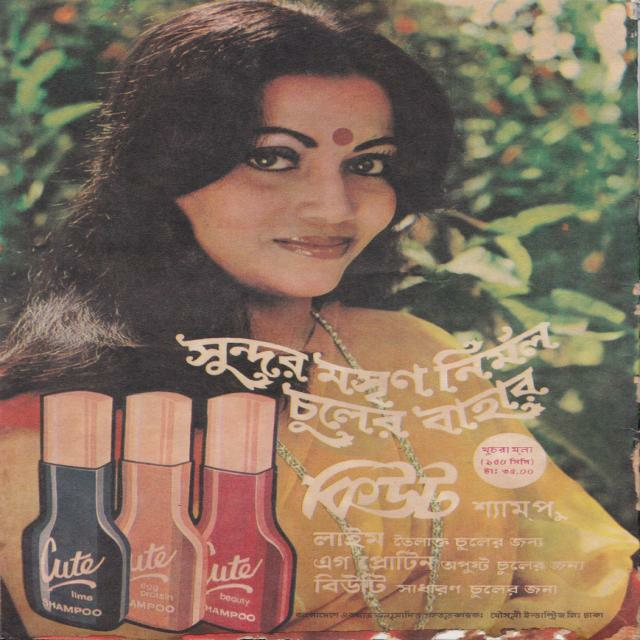 সুন্দর মসৃণ নির্মল
চুলের বাহার
খুচরা মূল্য
(১৫০ সিসি)
টাঃ ৩৫.০০
কিউট শ্যাম্পু
লাইম তৈলাক্ত চুলের জন্য
এগ প্রোটিন অপুষ্ট চুলের জন্য
বিউটি সাধারণ চুলের জন্য
Cute
lime
SHAMPOO
Cute
egg
protein
SHAMPOO
Cute
beauty
SHAMPOO
মৌসুমী ইন্ডাষ্ট্রিজ লিঃ ঢাকা